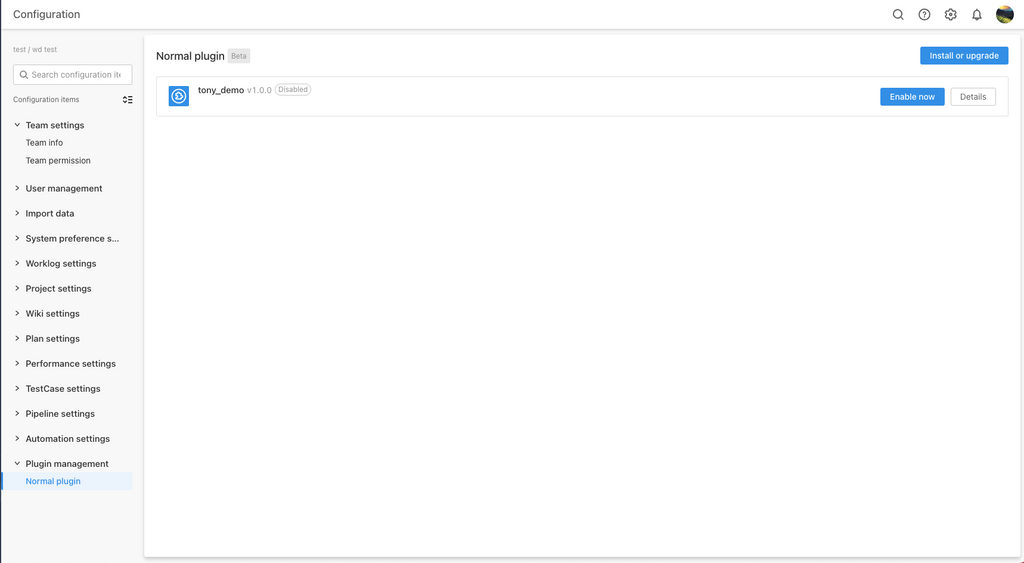 Configuration
test / wd test
Search configuration ite
Configuration items
Team settings
Team info
Team permission
User management
Import data
System preference s...
Worklog settings
Project settings
Wiki settings
Plan settings
Performance settings
TestCase settings
Pipeline settings
Automation settings
Plugin management
Normal plugin
Normal plugin Beta
Install or upgrade
tony_demo v1.0.0 Disabled
Enable now
Details